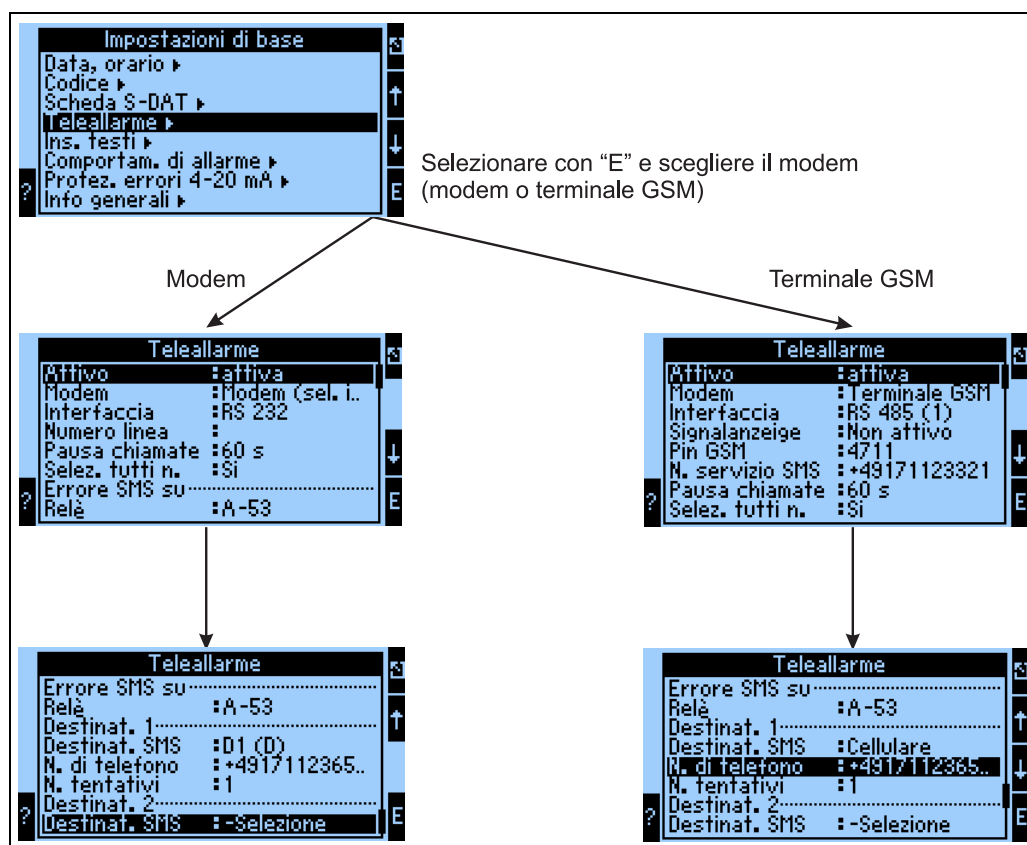 Impostazioni di base
Data, orario ▸
Codice ▸
Scheda S-DAT ▸
Teleallarme ▸
Ins. testi ▸
Comportam. di allarme ▸
Protez. errori 4-20 mA ▸
Info generali ▸
?
↑
↓
E
Selezionare con “E” e scegliere il modem
(modem o terminale GSM)
Modem
Terminale GSM
Teleallarme
Attivo :attiva
Modem :Modem (sel. i..
Interfaccia :RS 232
Numero linea :
Pausa chiamate :60 s
Selez. tutti n. :Si
Errore SMS su
Relè :A-53
?
↓
E
Teleallarme
Attivo :attiva
Modem :Terminale GSM
Interfaccia :RS 485 (1)
Signalanzeige :Non attivo
Pin GSM :4711
N. servizio SMS :+49171123321
Pausa chiamate :60 s
Selez. tutti n. :Si
?
↓
E
Teleallarme
Errore SMS su
Relè :A-53
Destinat. 1
Destinat. SMS :D1 (D)
N. di telefono :+4917112365..
N. tentativi :1
Destinat. 2
Destinat. SMS :-Selezione
?
↑
E
Teleallarme
Errore SMS su
Relè :A-53
Destinat. 1
Destinat. SMS :Cellulare
N. di telefono :+4917112365..
N. tentativi :1
Destinat. 2
Destinat. SMS :-Selezione
?
↑
↓
E